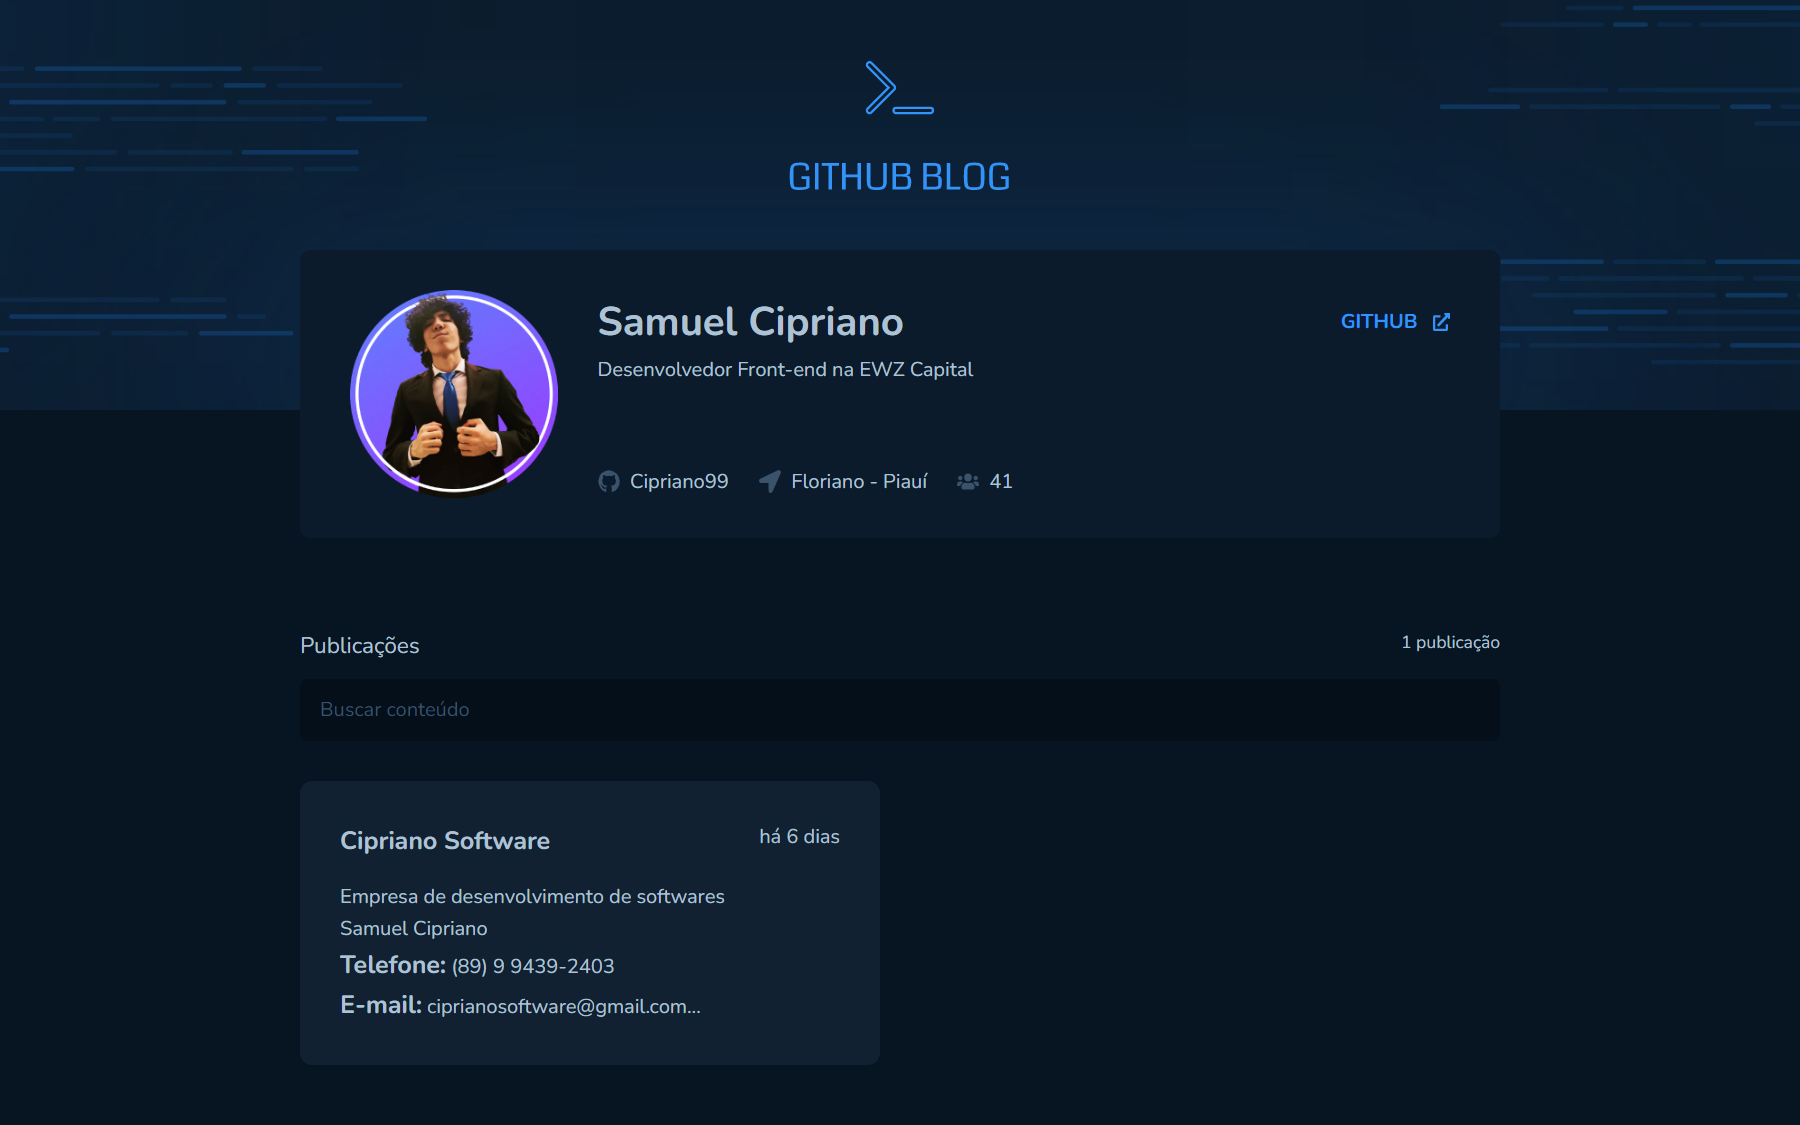 GITHUB BLOG
Samuel Cipriano
GITHUB
Desenvolvedor Front-end na EWZ Capital
Cipriano99
Floriano - Piauí
41
Publicações
1 publicação
Buscar conteúdo
Cipriano Software
há 6 dias
Empresa de desenvolvimento de softwares
Samuel Cipriano
Telefone: (89) 9 9439-2403
E-mail: ciprianosoftware@gmail.com...